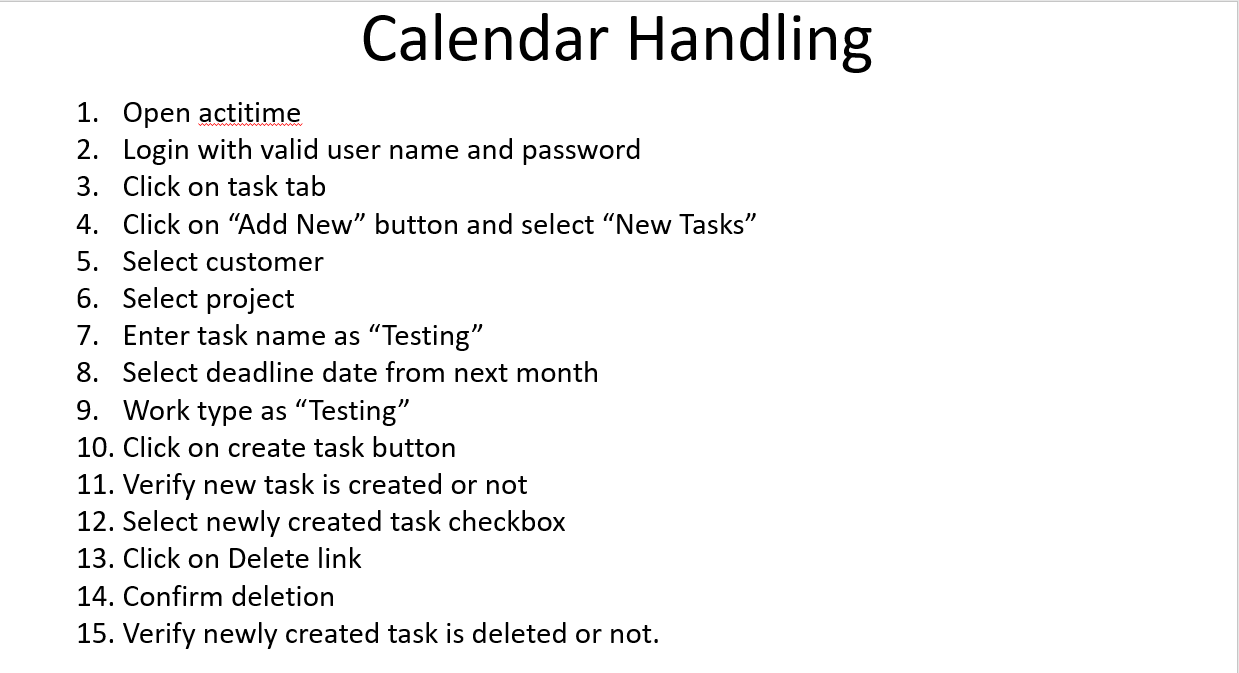 Calendar Handling
1. Open actitime
2. Login with valid user name and password
3. Click on task tab
4. Click on “Add New” button and select “New Tasks”
5. Select customer
6. Select project
7. Enter task name as “Testing”
8. Select deadline date from next month
9. Work type as “Testing”
10. Click on create task button
11. Verify new task is created or not
12. Select newly created task checkbox
13. Click on Delete link
14. Confirm deletion
15. Verify newly created task is deleted or not.